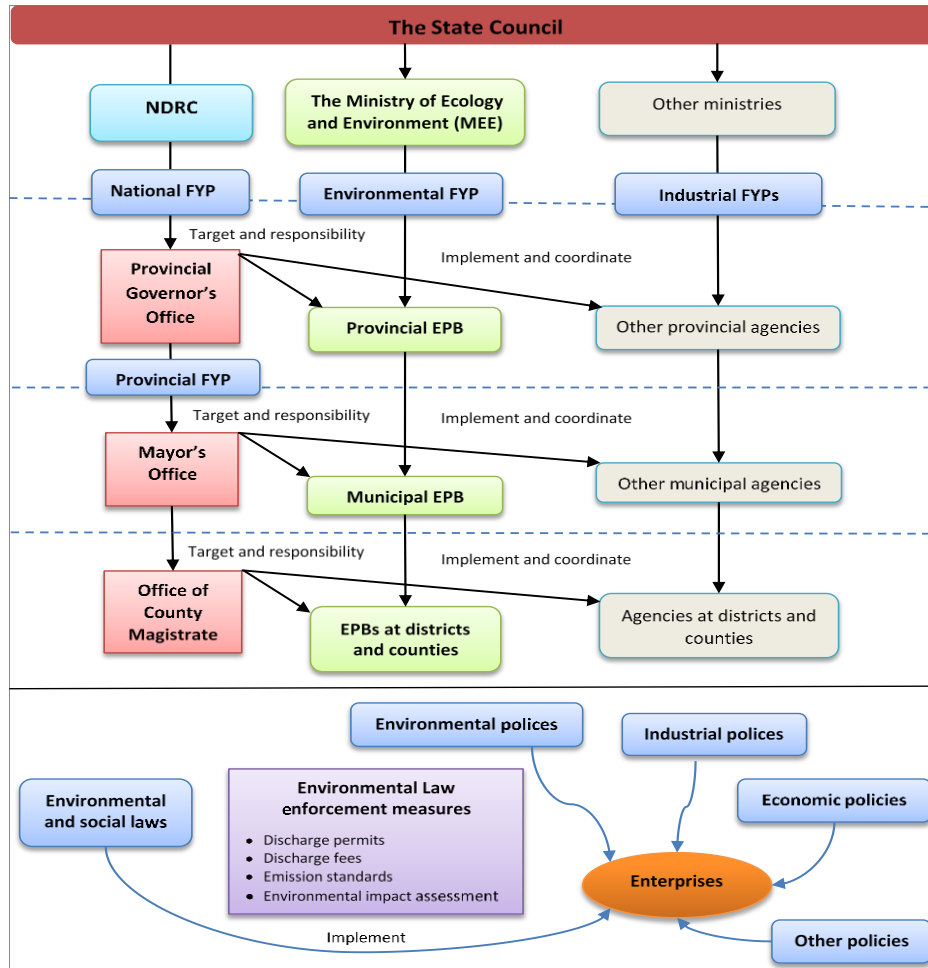 The State Council
NDRC
The Ministry of Ecology
and Environment (MEE)
Other ministries
National FYP
Environmental FYP
Industrial FYPs
Target and responsibility
Implement and coordinate
Provincial
Governor's
Office
Provincial EPB
Other provincial agencies
Provincial FYP
Target and responsibility
Implement and coordinate
Mayor's
Office
Municipal EPB
Other municipal agencies
Target and responsibility
Implement and coordinate
Office of
County
Magistrate
EPBs at districts
and counties
Agencies at districts and
counties
Environmental polices
Industrial polices
Environmental
and social laws
Environmental Law
enforcement measures
• Discharge permits
• Discharge fees
• Emission standards
• Environmental impact assessment
Economic policies
Enterprises
Implement
Other policies